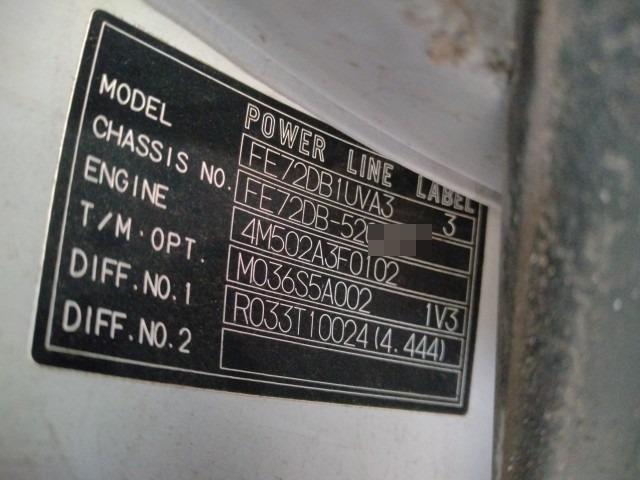 POWER LINE LABEL
MODEL FE72DB1UVA3 3
CHASSIS NO. FE72DB-52
ENGINE 4M502A3F0102
T/M·OPT. M036S5A002 1V3
DIFF.NO.1 R033T10024(4.444)
DIFF.NO.2